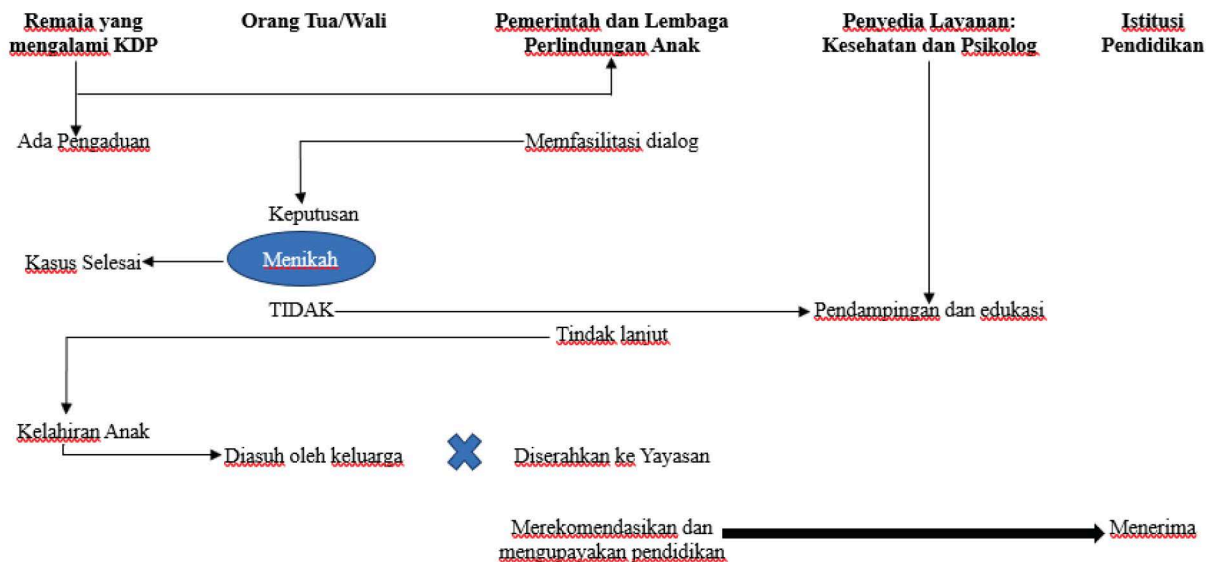 Remaja yang
mengalami KDP
Orang Tua/Wali
Pemerintah dan Lembaga
Perlindungan Anak
Penyedia Layanan:
Kesehatan dan Psikolog
Istitusi
Pendidikan
Ada Pengaduan
Memfasilitasi dialog
Keputusan
Kasus Selesai
Menikah
TIDAK
Pendampingan dan edukasi
Tindak lanjut
Kelahiran Anak
Diasuh oleh keluarga
Diserahkan ke Yayasan
Merekomendasikan dan
mengupayakan pendidikan
Menerima